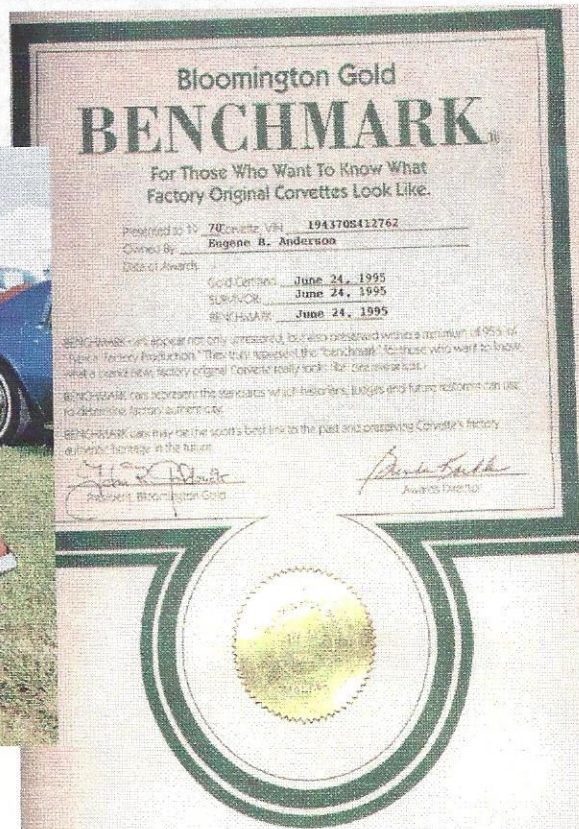 Bloomington Gold
BENCHMARK
For Those Who Want To Know What
Factory Original Corvettes Look Like.
Presented to 19 70 Corvette, VIN 194370S412762
Owned By Eugene B. Anderson
Date of Awards
Gold Certified June 24, 1995
SURVIVOR June 24, 1995
BENCHMARK June 24, 1995
BENCHMARK cars appear not only unrestored, but also preserved within a minimum of 95% of
"Typical Factory Production." They truly represent the "benchmark" for those who want to know
what a brand new, factory original Corvette really looks like
BENCHMARK cars represent the standards which historians, judges and future restorers can use
to determine factory authenticity.
BENCHMARK cars may be the sport's best link to the past and preserving Corvette's factory
authentic heritage in the future.
President, Bloomington Gold
Awards Director